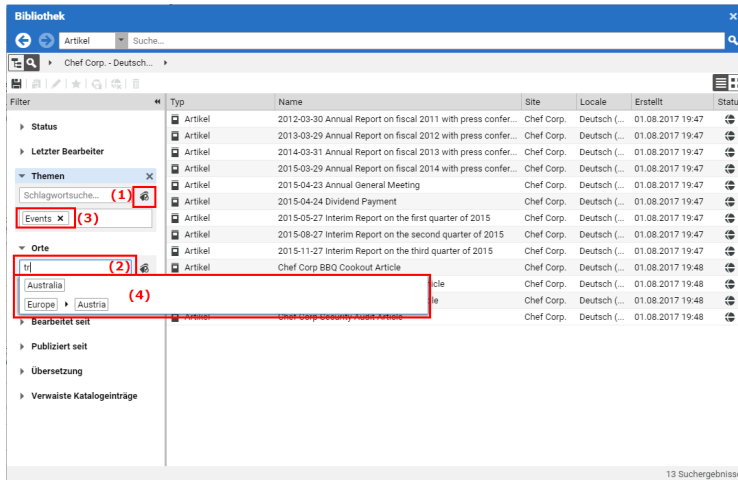 Bibliothek
Artikel Suche...
Chef Corp. - Deutsch...
Filter Typ Name Site Locale Erstellt Statu
Status
Letzter Bearbeiter
Themen
Schlagwortsuche... (1)
Events (3)
Orte
tr (2)
Australia
Europe Austria
(4)
Bearbeitet seit
Publiziert seit
Übersetzung
Verwaiste Katalogeinträge
Artikel 2012-03-30 Annual Report on fiscal 2011 with press confer... Chef Corp. Deutsch (... 01.08.2017 19:47
Artikel 2013-03-29 Annual Report on fiscal 2012 with press confer... Chef Corp. Deutsch (... 01.08.2017 19:47
Artikel 2014-03-31 Annual Report on fiscal 2013 with press confer... Chef Corp. Deutsch (... 01.08.2017 19:47
Artikel 2015-03-29 Annual Report on fiscal 2014 with press confer... Chef Corp. Deutsch (... 01.08.2017 19:47
Artikel 2015-04-23 Annual General Meeting Chef Corp. Deutsch (... 01.08.2017 19:47
Artikel 2015-04-24 Dividend Payment Chef Corp. Deutsch (... 01.08.2017 19:47
Artikel 2015-05-27 Interim Report on the first quarter of 2015 Chef Corp. Deutsch (... 01.08.2017 19:47
Artikel 2015-08-27 Interim Report on the second quarter of 2015 Chef Corp. Deutsch (... 01.08.2017 19:47
Artikel 2015-11-27 Interim Report on the third quarter of 2015 Chef Corp. Deutsch (... 01.08.2017 19:47
Artikel Chef Corp BBQ Cookout Article Chef Corp. Deutsch (... 01.08.2017 19:48
Chef Corp. Deutsch (... 01.08.2017 19:48
Chef Corp. Deutsch (... 01.08.2017 19:48
Artikel Chef Corp Security Audit Article Chef Corp. Deutsch (... 01.08.2017 19:48
13 Suchergebnisse